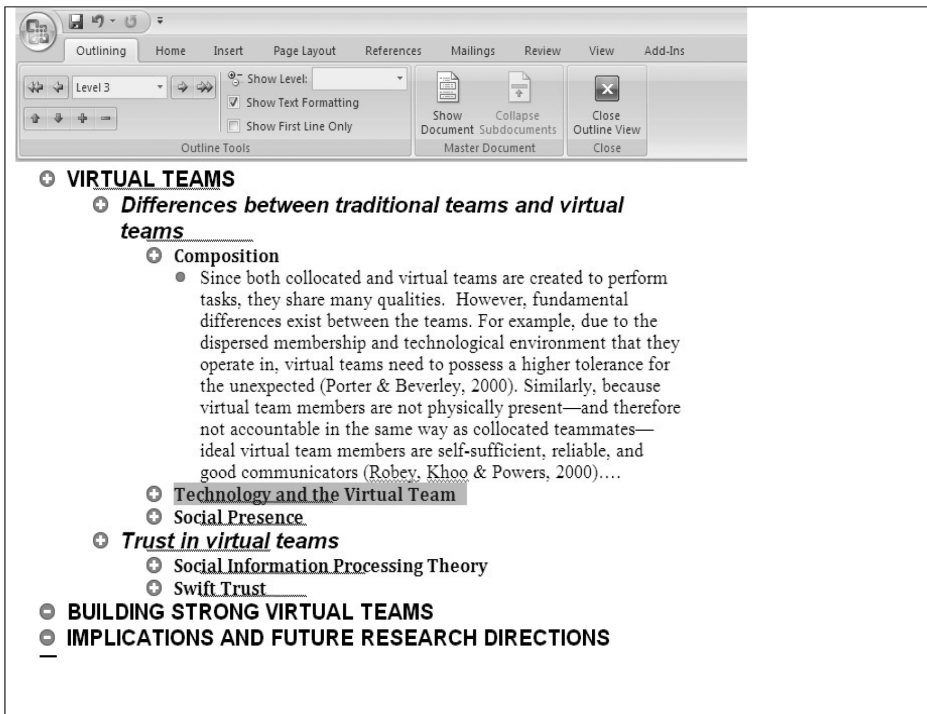 Outlining Home Insert Page Layout References Mailings Review View Add-Ins
Level 3
Show Level:
Show Text Formatting
Show First Line Only
Outline Tools
Show Document
Collapse Subdocuments
Master Document
Close Outline View
Close
VIRTUAL TEAMS
Differences between traditional teams and virtual
teams
Composition
Since both collocated and virtual teams are created to perform
tasks, they share many qualities.  However, fundamental
differences exist between the teams. For example, due to the
dispersed membership and technological environment that they
operate in, virtual teams need to possess a higher tolerance for
the unexpected (Porter & Beverley, 2000). Similarly, because
virtual team members are not physically present—and therefore
not accountable in the same way as collocated teammates—
ideal virtual team members are self-sufficient, reliable, and
good communicators (Robey, Khoo & Powers, 2000)….
Technology and the Virtual Team
Social Presence
Trust in virtual teams
Social Information Processing Theory
Swift Trust
BUILDING STRONG VIRTUAL TEAMS
IMPLICATIONS AND FUTURE RESEARCH DIRECTIONS